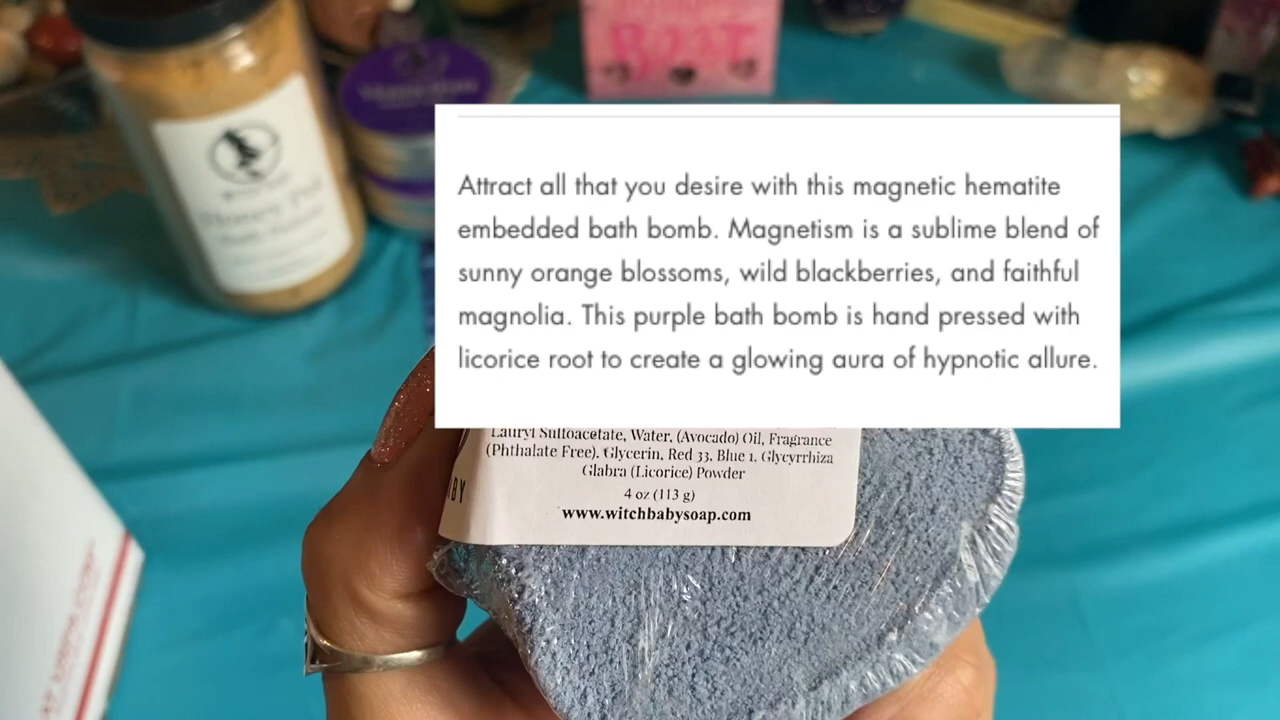 BOOST
Attract all that you desire with this magnetic hematite
embedded bath bomb. Magnetism is a sublime blend of
sunny orange blossoms, wild blackberries, and faithful
magnolia. This purple bath bomb is hand pressed with
licorice root to create a glowing aura of hypnotic allure.
Lauryl Sulfoacetate, Water, (Avocado) Oil, Fragrance
(Phthalate Free), Glycerin, Red 33, Blue 1, Glycyrrhiza
Glabra (Licorice) Powder
4 oz (113 g)
www.witchbabysoap.com